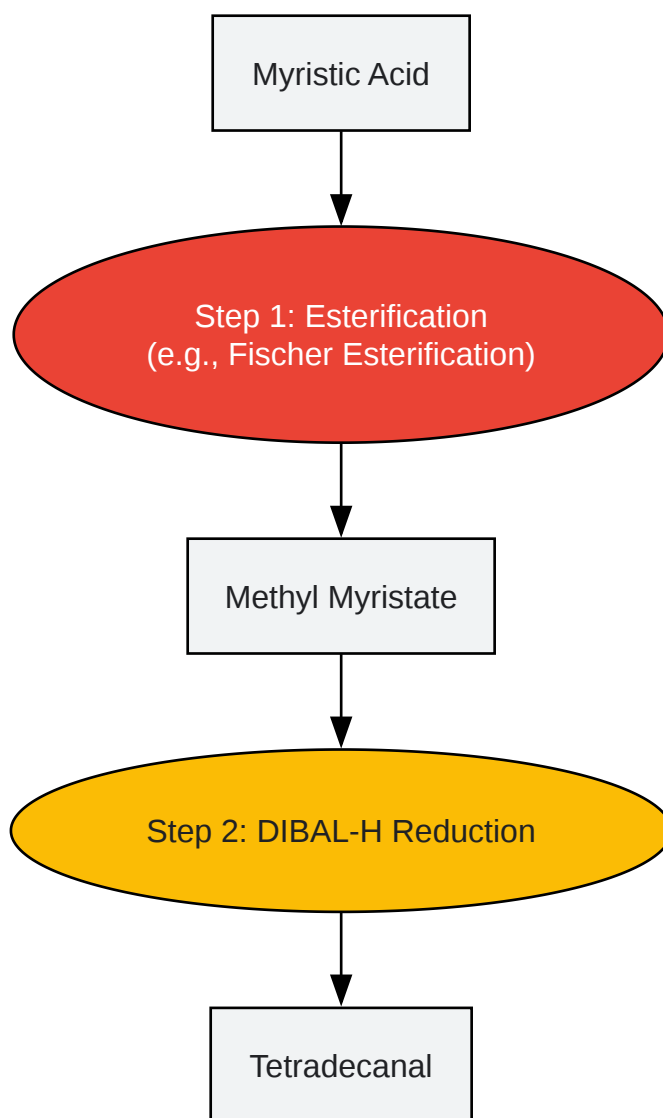 Myristic Acid
Step 1: Esterification
(e.g., Fischer Esterification)
Methyl Myristate
Step 2: DIBAL-H Reduction
Tetradecanal